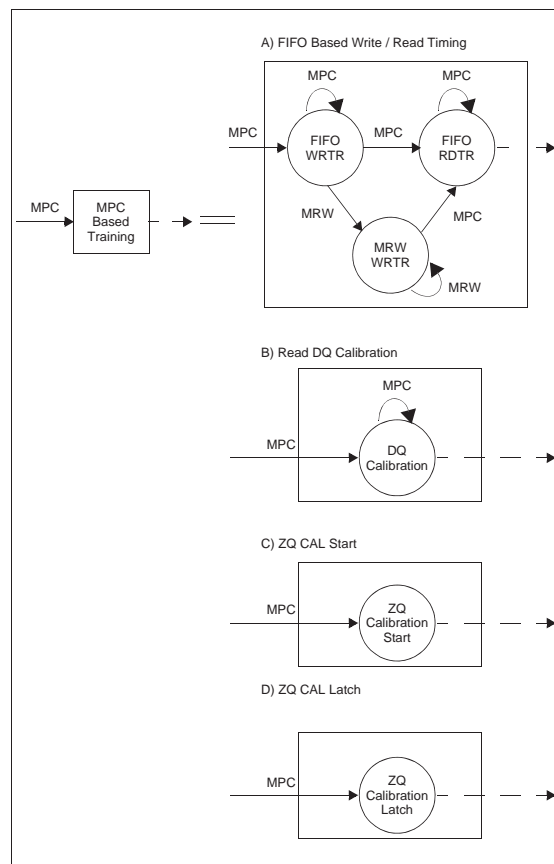 A) FIFO Based Write / Read Timing
MPC
MPC
MPC
FIFO
WRTR
MPC
FIFO
RDTR
MPC
MPC
Based
Training
MRW
MPC
MRW
WRTR
MRW
B) Read DQ Calibration
MPC
MPC
DQ
Calibration
C) ZQ CAL Start
MPC
ZQ
Calibration
Start
D) ZQ CAL Latch
MPC
ZQ
Calibration
Latch